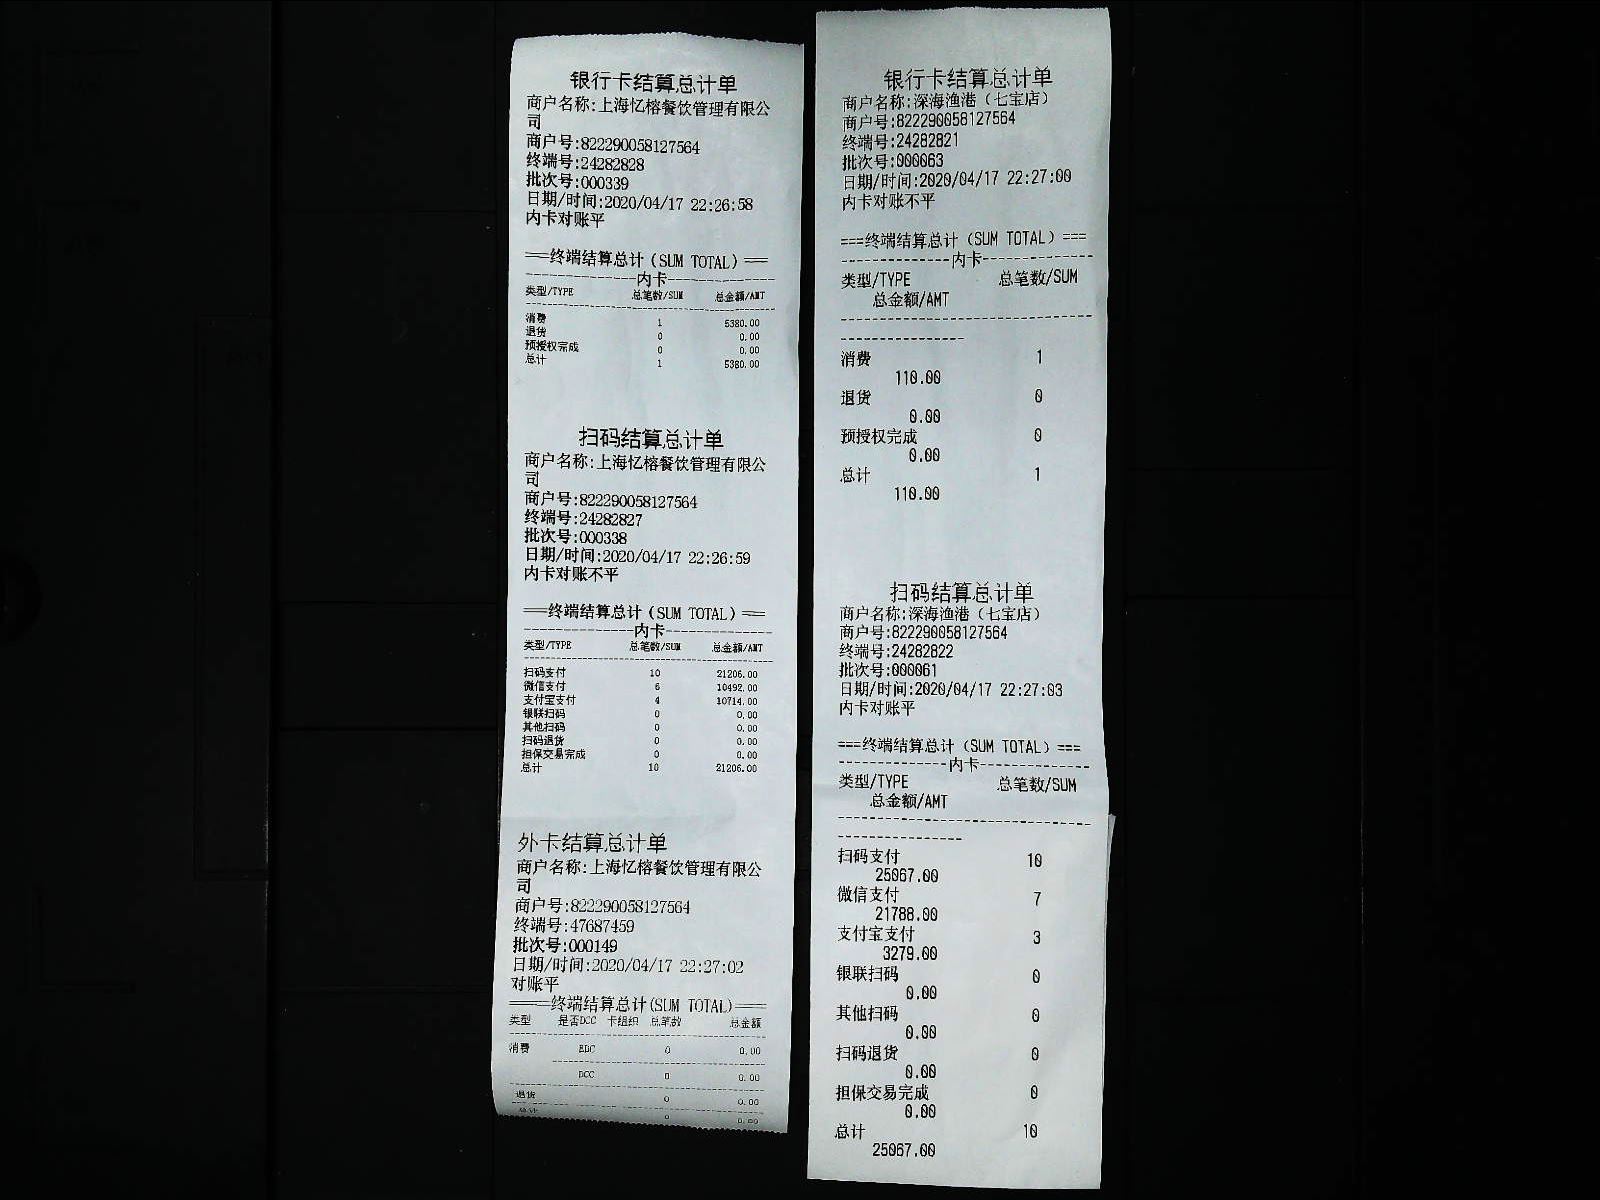 银行卡结算总计单
商户名称:上海忆榕餐饮管理有限公
司
商户号:822290058127564
终端号:24282828
批次号:000339
日期/时间:2020/04/17 22:26:58
内卡对账平
===终端结算总计(SUM TOTAL)===
----------------内卡----------------
类型/TYPE 总笔数/SUM 总金额/AMT
消费 1 5380.00
退货 0 0.00
预授权完成 0 0.00
总计 1 5380.00
扫码结算总计单
商户名称:上海忆榕餐饮管理有限公
司
商户号:822290058127564
终端号:24282827
批次号:000338
日期/时间:2020/04/17 22:26:59
内卡对账不平
===终端结算总计(SUM TOTAL)===
----------------内卡----------------
类型/TYPE 总笔数/SUM 总金额/AMT
扫码支付 10 21206.00
微信支付 6 10492.00
支付宝支付 4 10714.00
银联扫码 0 0.00
其他扫码 0 0.00
扫码退货 0 0.00
担保交易完成 0 0.00
总计 10 21206.00
外卡结算总计单
商户名称:上海忆榕餐饮管理有限公
司
商户号:822290058127564
终端号:47687459
批次号:000149
日期/时间:2020/04/17 22:27:02
对账平
=====终端结算总计(SUM TOTAL)=====
类型 是否DCC 卡组织 总笔数 总金额
消费 EDC 0 0.00
DCC 0 0.00
退货 0 0.00
总计 0 0.00
银行卡结算总计单
商户名称:深海渔港（七宝店）
商户号:822290058127564
终端号:24282821
批次号:000063
日期/时间:2020/04/17 22:27:00
内卡对账不平
===终端结算总计（SUM TOTAL）===
--------------内卡--------------
类型/TYPE 总笔数/SUM
总金额/AMT
消费 1
110.00
退货 0
0.00
预授权完成 0
0.00
总计 1
110.00
扫码结算总计单
商户名称:深海渔港（七宝店）
商户号:822290058127564
终端号:24282822
批次号:000061
日期/时间:2020/04/17 22:27:03
内卡对账平
===终端结算总计（SUM TOTAL）===
--------------内卡--------------
类型/TYPE 总笔数/SUM
总金额/AMT
扫码支付 10
25067.00
微信支付 7
21788.00
支付宝支付 3
3279.00
银联扫码 0
0.00
其他扫码 0
0.00
扫码退货 0
0.00
担保交易完成 0
0.00
总计 10
25067.00